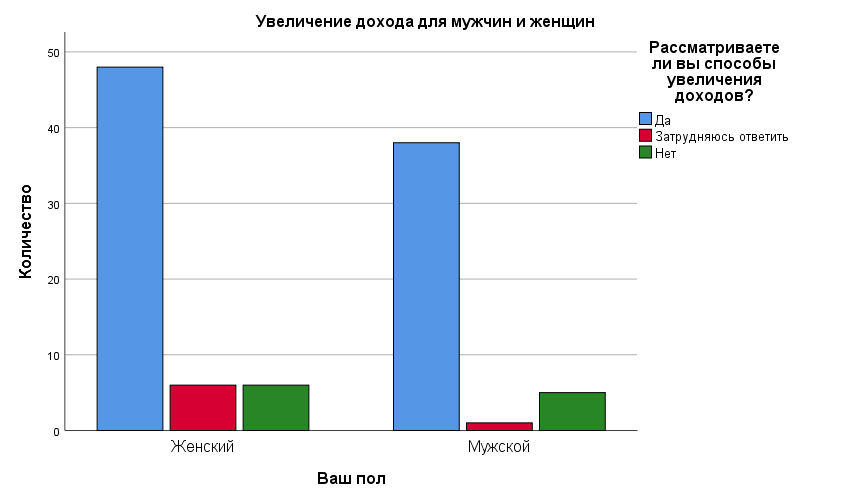 Увеличение дохода для мужчин и женщин
Рассматриваете
ли вы способы
увеличения
доходов?
Да
Затрудняюсь ответить
Нет
Количество
50
40
30
20
10
0
Женский
Мужской
Ваш пол